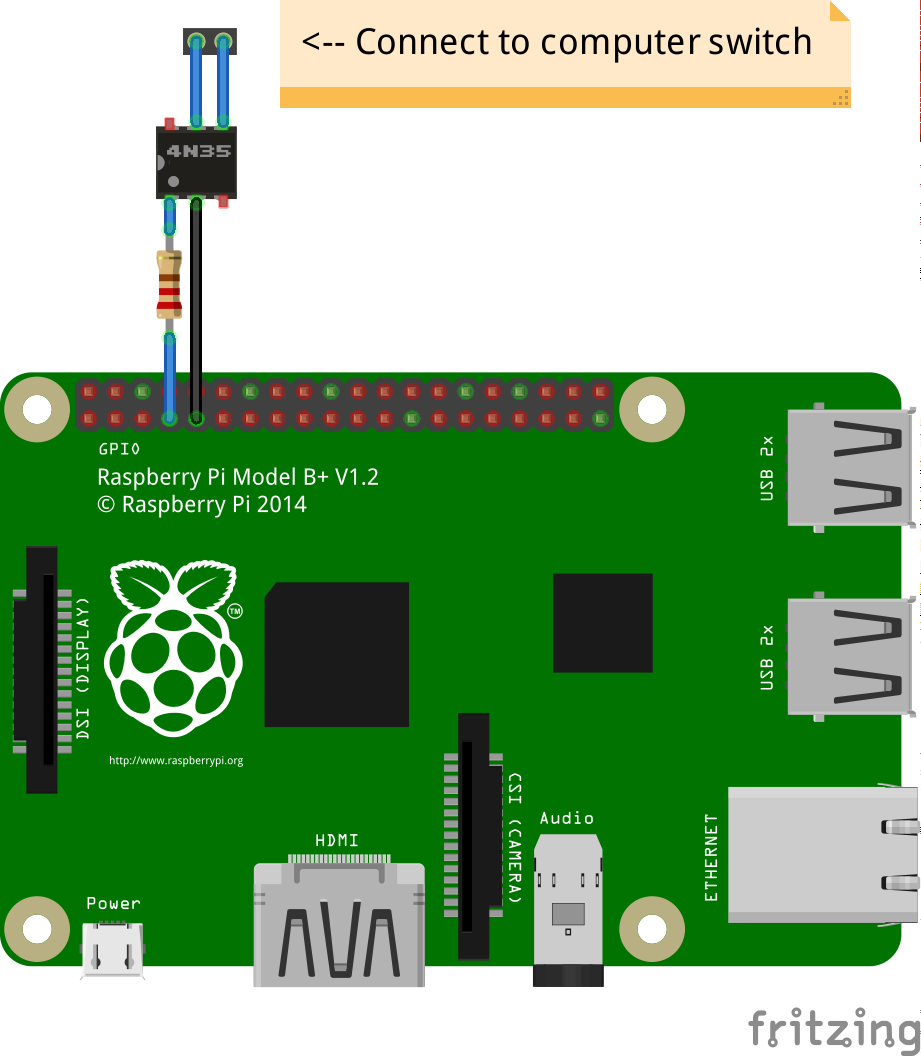 <-- Connect to computer switch
4N35
GPIO
Raspberry Pi Model B+ V1.2
© Raspberry Pi 2014
USB 2x
DSI (DISPLAY)
TM
USB 2x
http://www.raspberrypi.org
CSI (CAMERA)
Audio
ETHERNET
HDMI
Power
fritzing